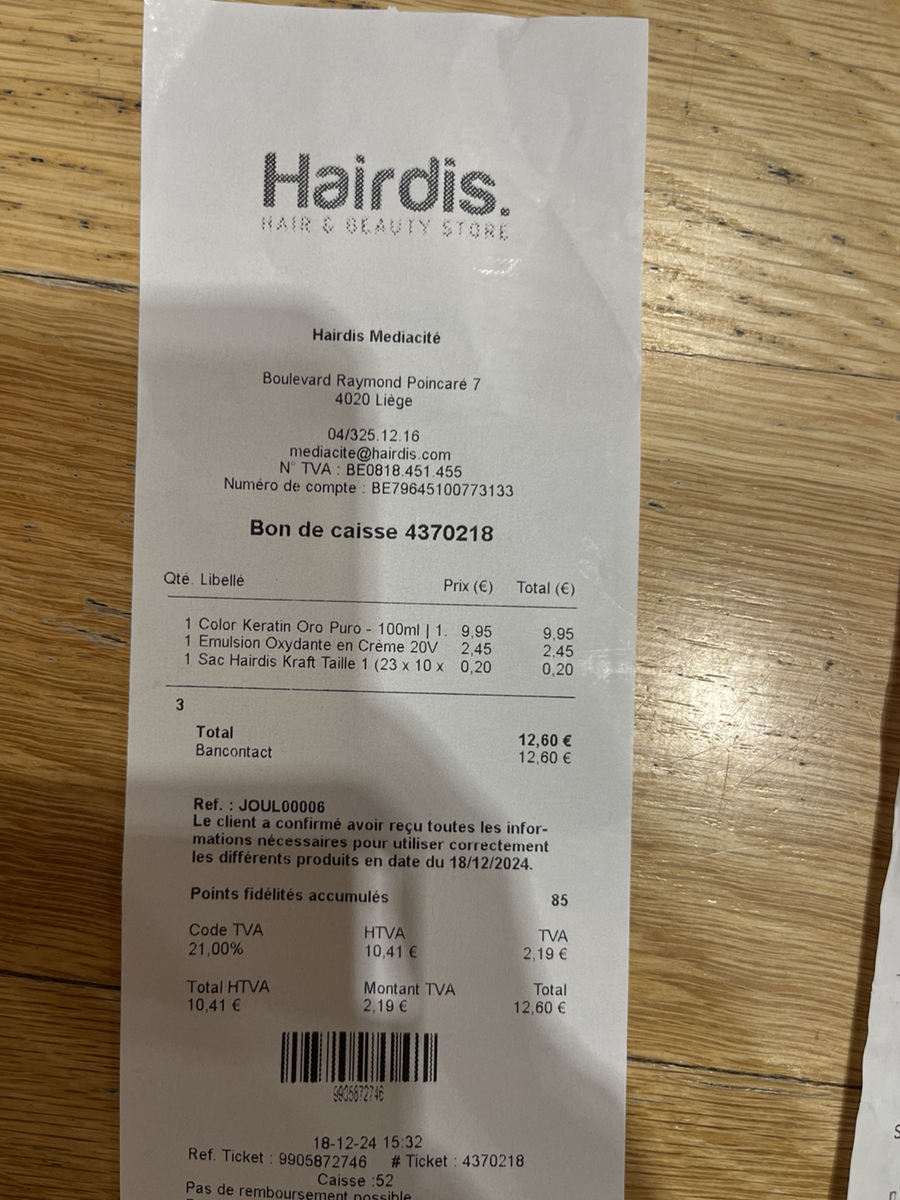 Hairdis.
HAIR & BEAUTY STORE
Hairdis Mediacité
Boulevard Raymond Poincaré 7
4020 Liège
04/325.12.16
mediacite@hairdis.com
N° TVA : BE0818.451.455
Numéro de compte : BE79645100773133
Bon de caisse 4370218
Qté. Libellé Prix (€) Total (€)
1 Color Keratin Oro Puro - 100ml | 1. 9,95 9,95
1 Emulsion Oxydante en Crème 20V 2,45 2,45
1 Sac Hairdis Kraft Taille 1 (23 x 10 x 0,20 0,20
3
Total 12,60 €
Bancontact 12,60 €
Ref. : JOUL00006
Le client a confirmé avoir reçu toutes les infor-
mations nécessaires pour utiliser correctement
les différents produits en date du 18/12/2024.
Points fidélités accumulés 85
Code TVA HTVA TVA
21,00% 10,41 € 2,19 €
Total HTVA Montant TVA Total
10,41 € 2,19 € 12,60 €
9905872746
18-12-24 15:32
Ref. Ticket : 9905872746 # Ticket : 4370218
Caisse :52
Pas de remboursement possible